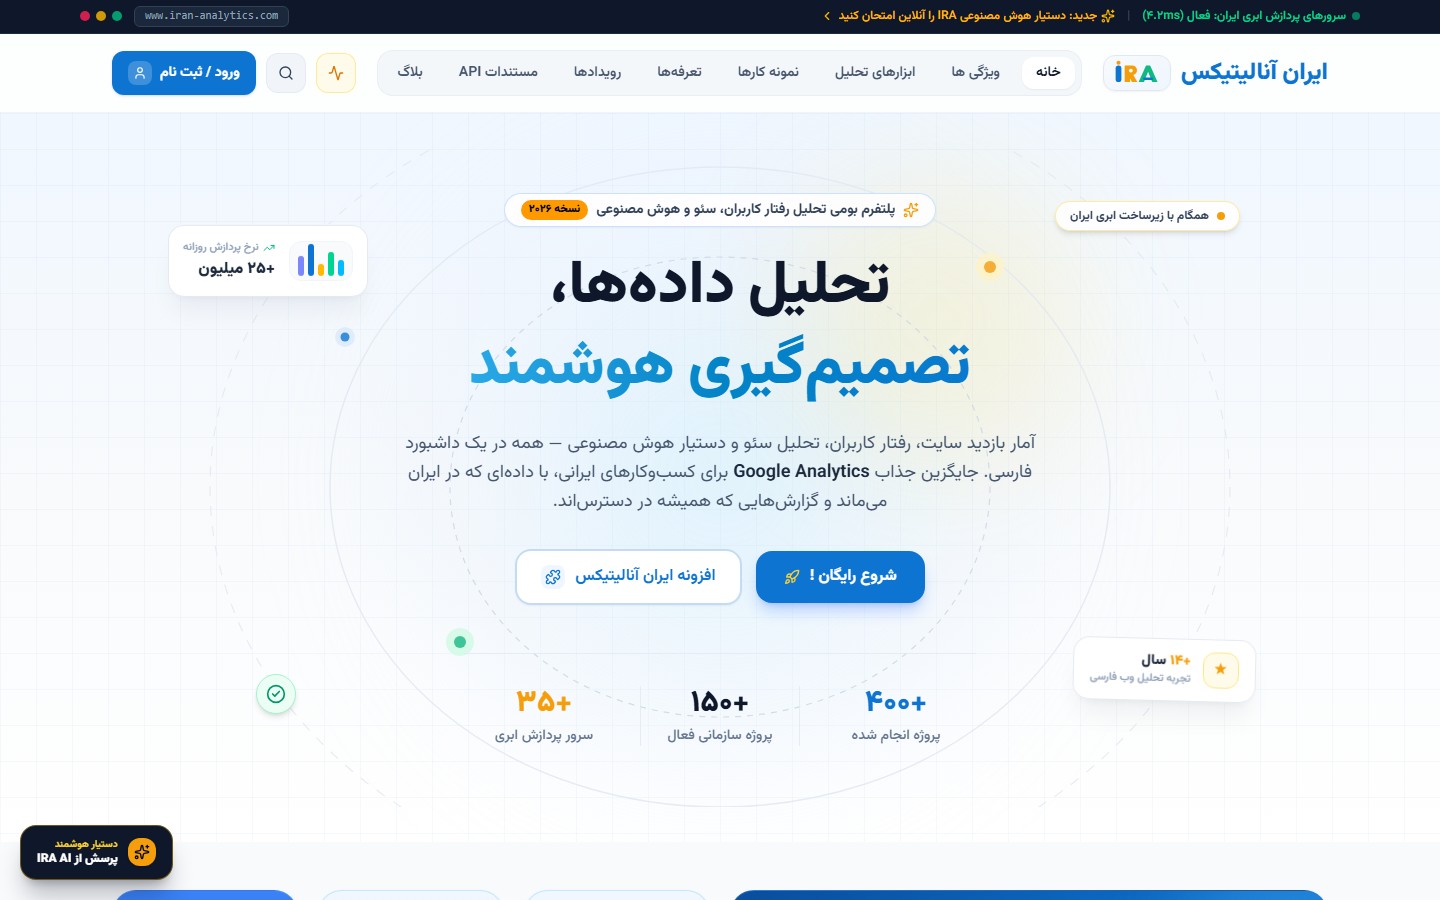 سرورهای پردازش ابری ایران: فعال (۴.۲ms)
جدید: دستیار هوش مصنوعی IRA را آنلاین امتحان کنید
www.iran-analytics.com
ایران آنالیتیکس
iRA
خانه
ویژگی ها
ابزارهای تحلیل
نمونه کارها
تعرفه‌ها
رویدادها
مستندات API
بلاگ
ورود / ثبت نام
پلتفرم بومی تحلیل رفتار کاربران، سئو و هوش مصنوعی نسخه ۲۰۲۶
همگام با زیرساخت ابری ایران
نرخ پردازش روزانه
+۲۵ میلیون
تحلیل داده‌ها،
تصمیم‌گیری هوشمند
آمار بازدید سایت، رفتار کاربران، تحلیل سئو و دستیار هوش مصنوعی — همه در یک داشبورد
فارسی. جایگزین جذاب Google Analytics برای کسب‌وکارهای ایرانی، با داده‌ای که در ایران
می‌ماند و گزارش‌هایی که همیشه در دسترس‌اند.
شروع رایگان !
افزونه ایران آنالیتیکس
+۱۴ سال
تجربه تحلیل وب فارسی
+۴۰۰
پروژه انجام شده
+۱۵۰
پروژه سازمانی فعال
+۳۵
سرور پردازش ابری
دستیار هوشمند
پرسش از IRA AI